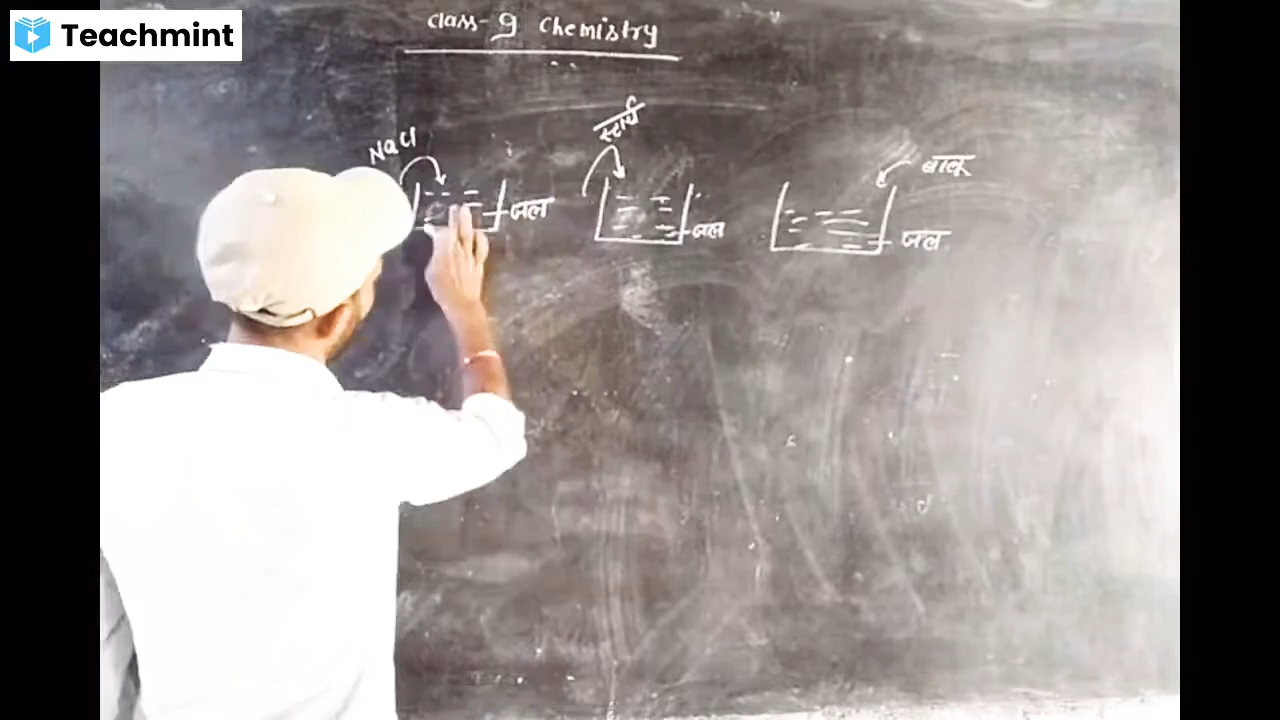 Teachmint
Class-9 Chemistry
NaCl
स्टार्च
बालू
जल
जल
जल